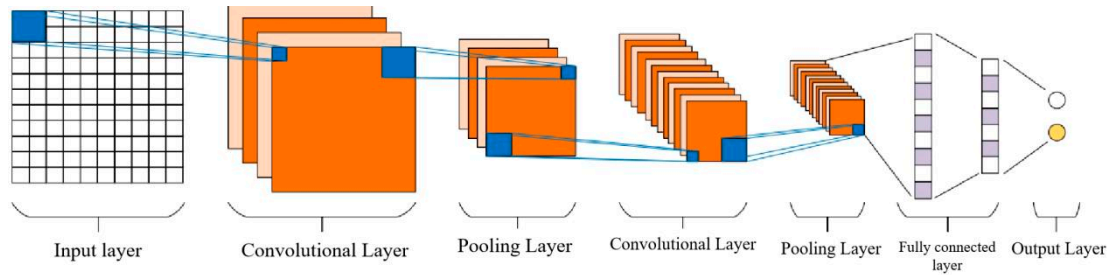 Input layer
Convolutional Layer
Pooling Layer
Convolutional Layer
Pooling Layer
Fully connected
layer
Output Layer